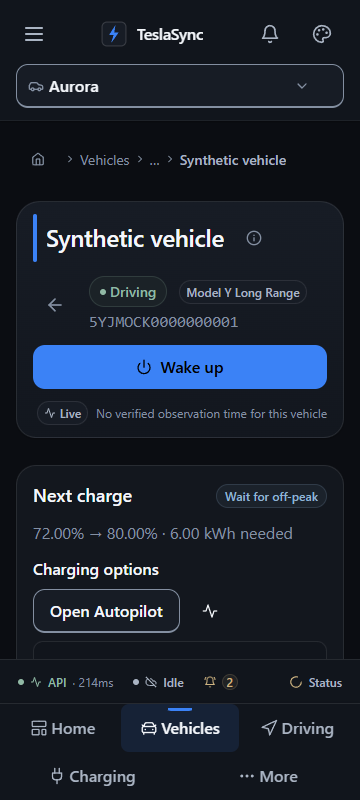 TeslaSync
Aurora
Vehicles ... Synthetic vehicle
Synthetic vehicle
Driving
Model Y Long Range
5YJMOCK0000000001
Wake up
Live No verified observation time for this vehicle
Next charge
Wait for off-peak
72.00% → 80.00% · 6.00 kWh needed
Charging options
Open Autopilot
API · 214ms
Idle
2
Status
Home
Vehicles
Driving
Charging
More